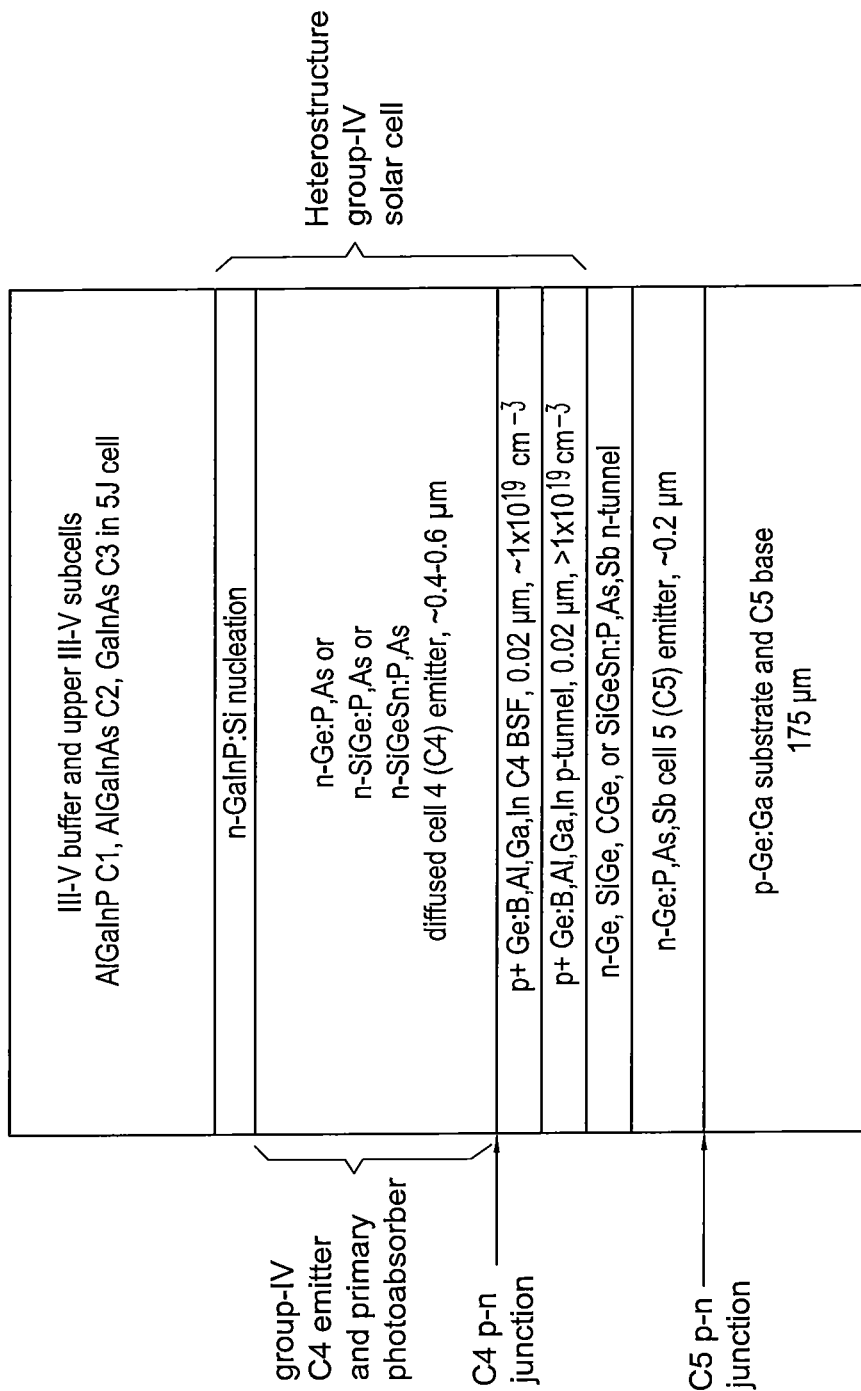 III-V buffer and upper III-V subcells
AlGaInP C1, AlGaInAs C2, GaInAs C3 in 5J cell
n-GaInP:Si nucleation
n-Ge:P,As or
n-SiGe:P,As or
n-SiGeSn:P,As
diffused cell 4 (C4) emitter, ~0.4-0.6 µm
p+ Ge:B,Al,Ga,In C4 BSF, 0.02 µm, ~1x10¹⁹ cm⁻³
p+ Ge:B,Al,Ga,In p-tunnel, 0.02 µm, >1x10¹⁹ cm⁻³
n-Ge, SiGe, CGe, or SiGeSn:P,As,Sb n-tunnel
n-Ge:P,As,Sb cell 5 (C5) emitter, ~0.2 µm
p-Ge:Ga substrate and C5 base
175 µm
Heterostructure
group-IV
solar cell
group-IV
C4 emitter
and primary
photoabsorber
C4 p-n
junction
C5 p-n
junction